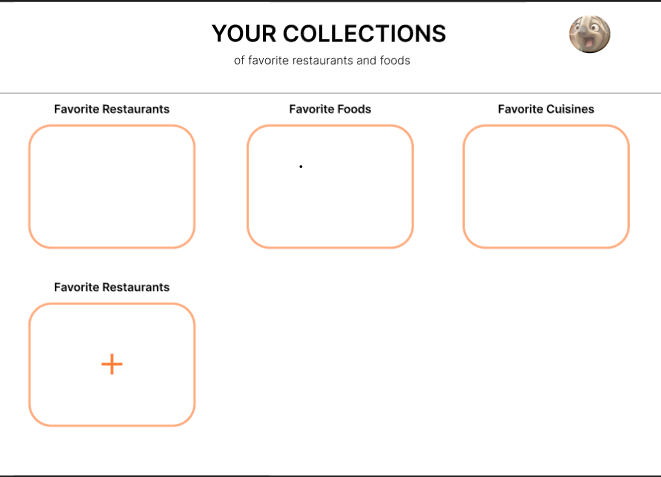 YOUR COLLECTIONS
of favorite restaurants and foods
Favorite Restaurants
Favorite Foods
Favorite Cuisines
Favorite Restaurants
+